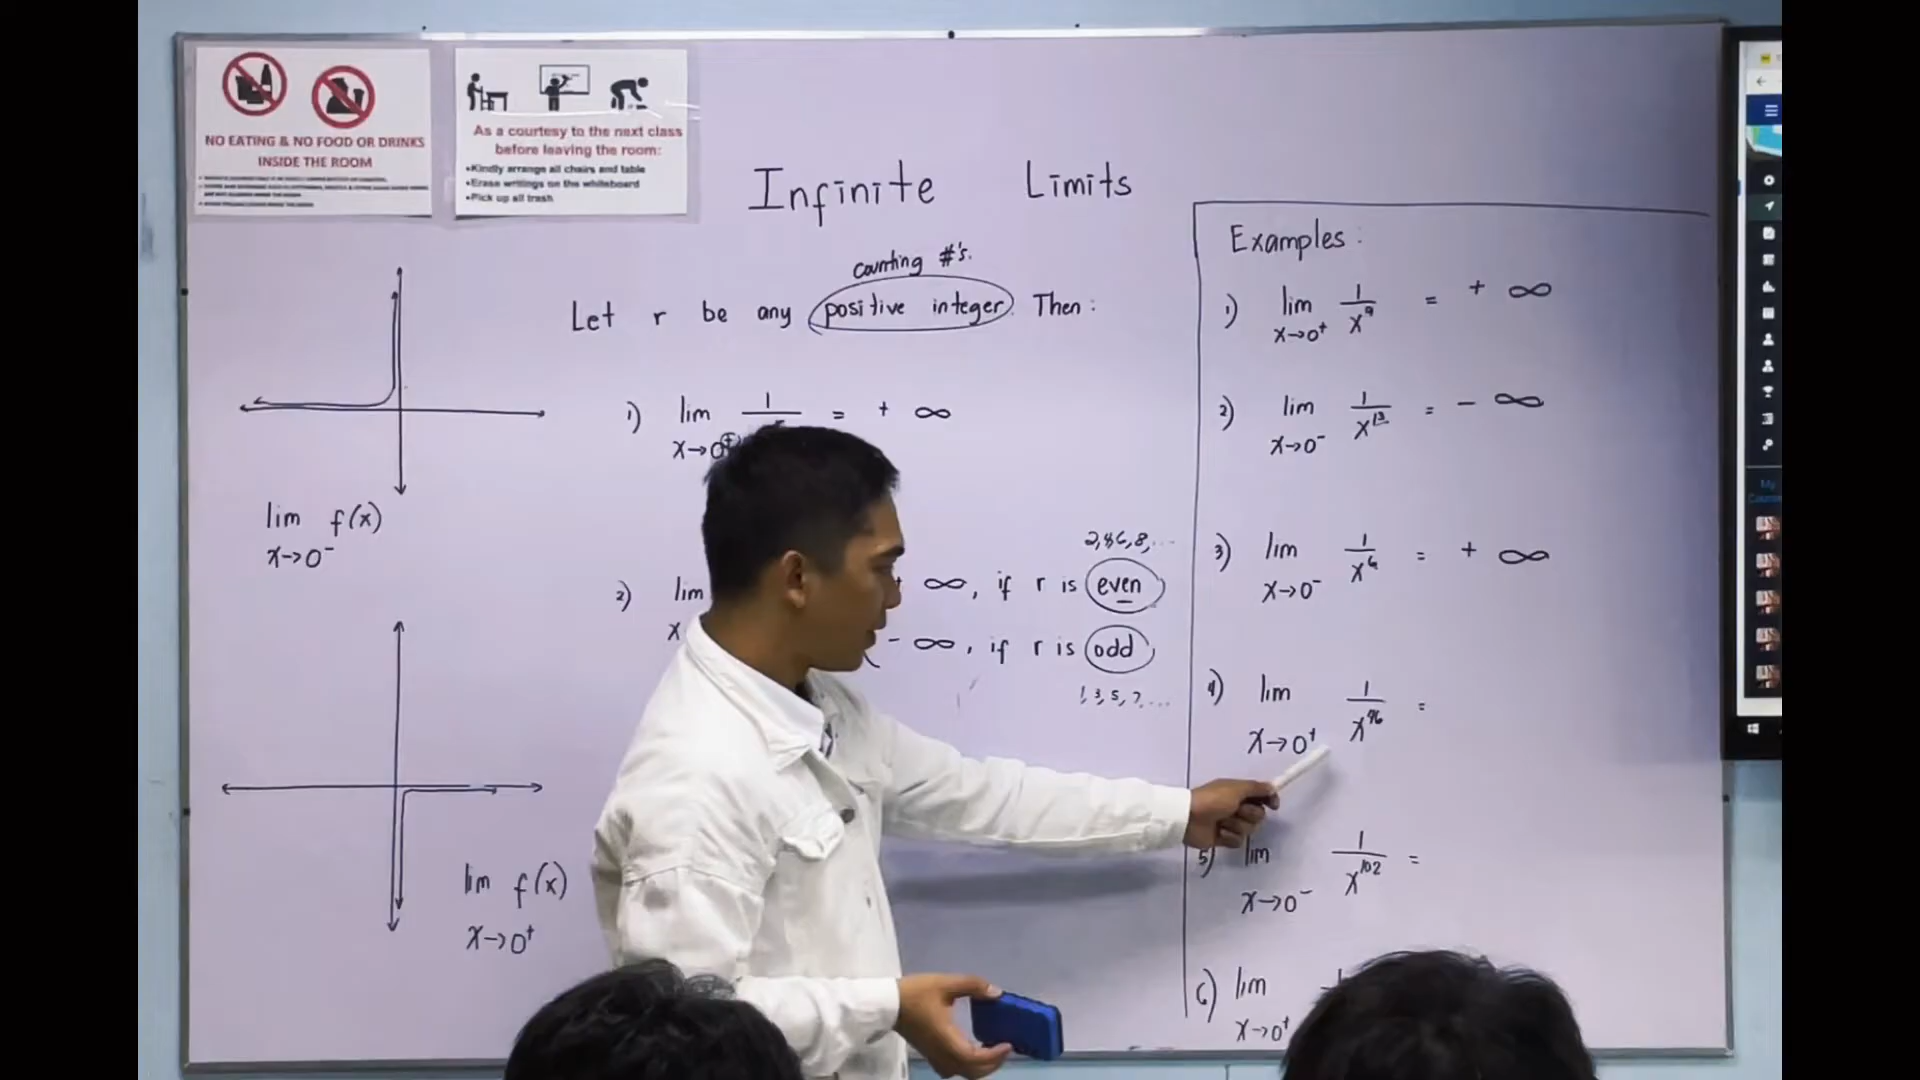 NO EATING & NO FOOD OR DRINKS
INSIDE THE ROOM
As a courtesy to the next class
before leaving the room:
•Kindly arrange all chairs and table
•Erase writings on the whiteboard
•Pick up all trash
Infinite Limits
counting #'s.
Let r be any positive integer. Then:
1) lim 1 = + ∞
x→0⁺
2) lim ∞, if r is even
2,4,6,8,...
x - ∞, if r is odd
1,3,5,7,...
lim f(x)
x→0⁻
lim f(x)
x→0⁺
Examples:
1) lim 1/x⁹ = + ∞
x→0⁺
2) lim 1/x¹³ = - ∞
x→0⁻
3) lim 1/x⁶ = + ∞
x→0⁻
4) lim 1/x⁹⁶ =
x→0⁺
5) lim 1/x¹⁰² =
x→0⁻
6) lim
x→0⁺
My